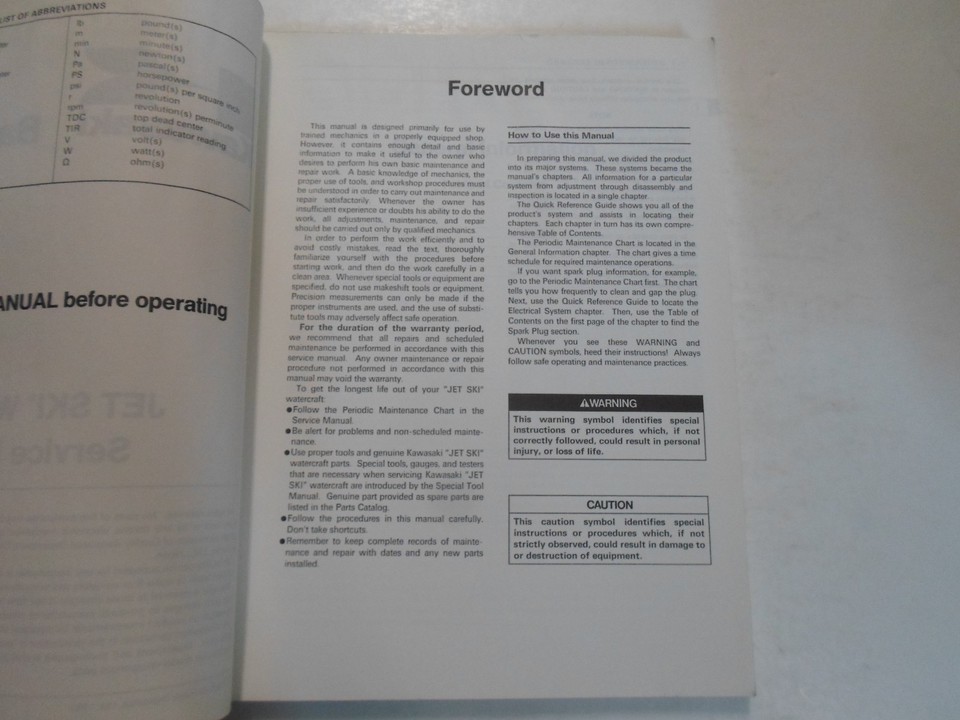 LIST OF ABBREVIATIONS
lb pound(s)
m meter(s)
min minute(s)
N newton(s)
Pa pascal(s)
PS horsepower
psi pound(s) per square inch
r revolution
rpm revolution(s) perminute
TDC top dead center
TIR total indicator reading
V volt(s)
W watt(s)
Ω ohm(s)
ANUAL before operating
Foreword
This manual is designed primarily for use by
trained mechanics in a properly equipped shop.
However, it contains enough detail and basic
information to make it useful to the owner who
desires to perform his own basic maintenance and
repair work. A basic knowledge of mechanics, the
proper use of tools, and workshop procedures must
be understood in order to carry out maintenance and
repair satisfactorily. Whenever the owner has
insufficient experience or doubts his ability to do the
work, all adjustments, maintenance, and repair
should be carried out only by qualified mechanics.
In order to perform the work efficiently and to
avoid costly mistakes, read the text, thoroughly
familiarize yourself with the procedures before
starting work, and then do the work carefully in a
clean area. Whenever special tools or equipment are
specified, do not use makeshift tools or equipment.
Precision measurements can only be made if the
proper instruments are used, and the use of substi-
tute tools may adversely affect safe operation.
For the duration of the warranty period,
we recommend that all repairs and scheduled
maintenance be performed in accordance with this
service manual. Any owner maintenance or repair
procedure not performed in accordance with this
manual may void the warranty.
To get the longest life out of your "JET SKI"
watercraft:
●Follow the Periodic Maintenance Chart in the
Service Manual.
●Be alert for problems and non-scheduled mainte-
nance.
●Use proper tools and genuine Kawasaki "JET SKI"
watercraft parts. Special tools, gauges, and testers
that are necessary when servicing Kawasaki "JET
SKI" watercraft are introduced by the Special Tool
Manual. Genuine part provided as spare parts are
listed in the Parts Catalog.
●Follow the procedures in this manual carefully.
Don't take shortcuts.
●Remember to keep complete records of mainte-
nance and repair with dates and any new parts
installed.
How to Use this Manual
In preparing this manual, we divided the product
into its major systems. These systems became the
manual's chapters. All information for a particular
system from adjustment through disassembly and
inspection is located in a single chapter.
The Quick Reference Guide shows you all of the
product's system and assists in locating their
chapters. Each chapter in turn has its own compre-
hensive Table of Contents.
The Periodic Maintenance Chart is located in the
General Information chapter. The chart gives a time
schedule for required maintenance operations.
If you want spark plug information, for example,
go to the Periodic Maintenance Chart first. The chart
tells you how frequently to clean and gap the plug.
Next, use the Quick Reference Guide to locate the
Electrical System chapter. Then, use the Table of
Contents on the first page of the chapter to find the
Spark Plug section.
Whenever you see these WARNING and
CAUTION symbols, heed their instructions! Always
follow safe operating and maintenance practices.
⚠WARNING
This warning symbol identifies special
instructions or procedures which, if not
correctly followed, could result in personal
injury, or loss of life.
CAUTION
This caution symbol identifies special
instructions or procedures which, if not
strictly observed, could result in damage to
or destruction of equipment.